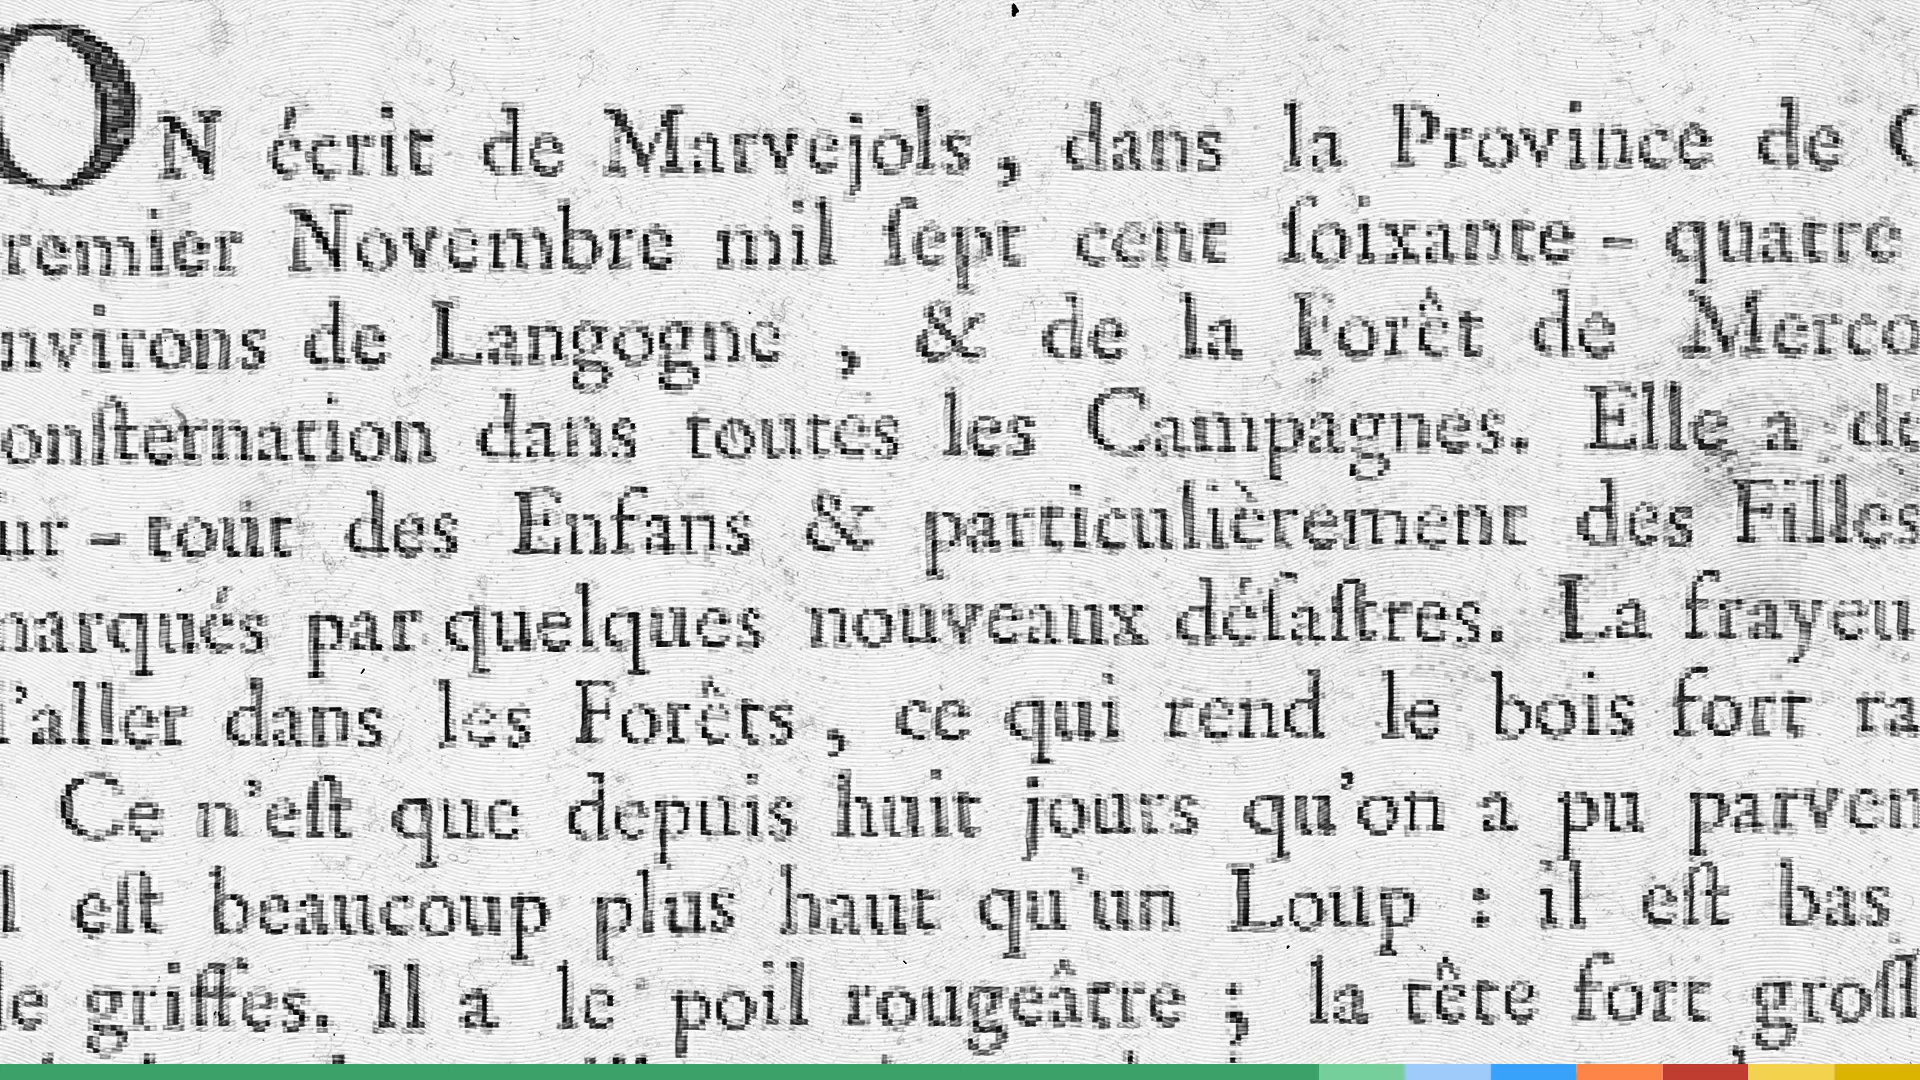 ON écrit de Marvejols, dans la Province de
remier Novembre mil ſept cent ſoixante-quatre
nvirons de Langogne, & de la Forêt de Merco
onſternation dans toutes les Campagnes. Elle a dé
ur-tout des Enfans & particulièrement des Filles
marqués par quelques nouveaux déſaſtres. La frayeu
l'aller dans les Forêts, ce qui rend le bois fort ra
Ce n'eſt que depuis huit jours qu'on a pu parven
l eſt beaucoup plus haut qu'un Loup : il eſt bas
de griffes. Il a le poil rougeâtre ; la tête fort groſſ